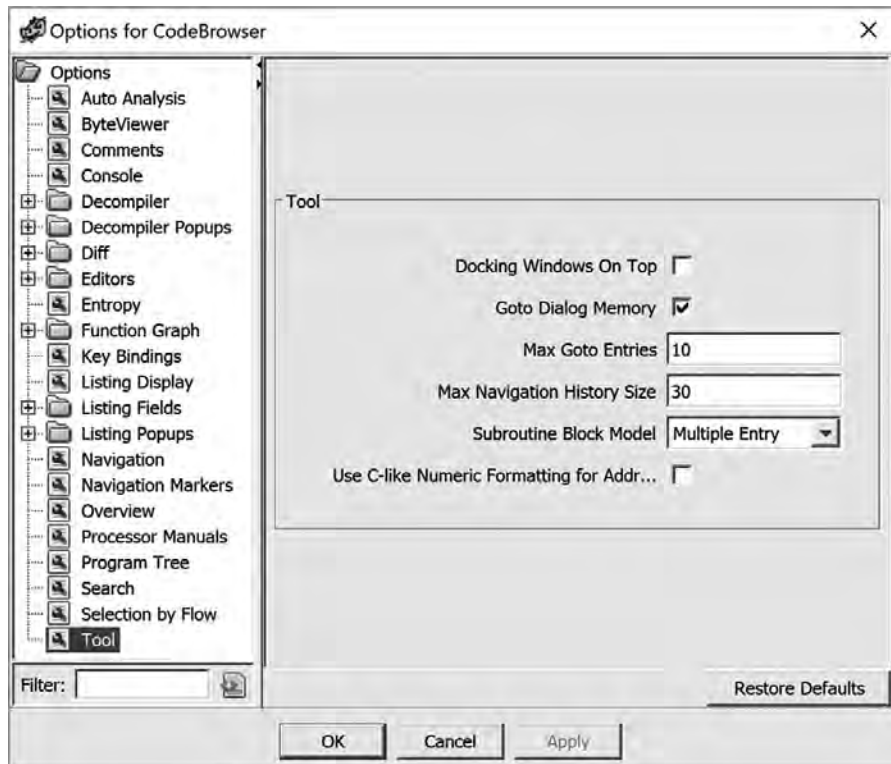 Options for CodeBrowser
Options
Auto Analysis
ByteViewer
Comments
Console
Decompiler
Decompiler Popups
Diff
Editors
Entropy
Function Graph
Key Bindings
Listing Display
Listing Fields
Listing Popups
Navigation
Navigation Markers
Overview
Processor Manuals
Program Tree
Search
Selection by Flow
Tool
Filter:
Tool
Docking Windows On Top
Goto Dialog Memory
Max Goto Entries 10
Max Navigation History Size 30
Subroutine Block Model Multiple Entry
Use C-like Numeric Formatting for Addr...
Restore Defaults
OK Cancel Apply